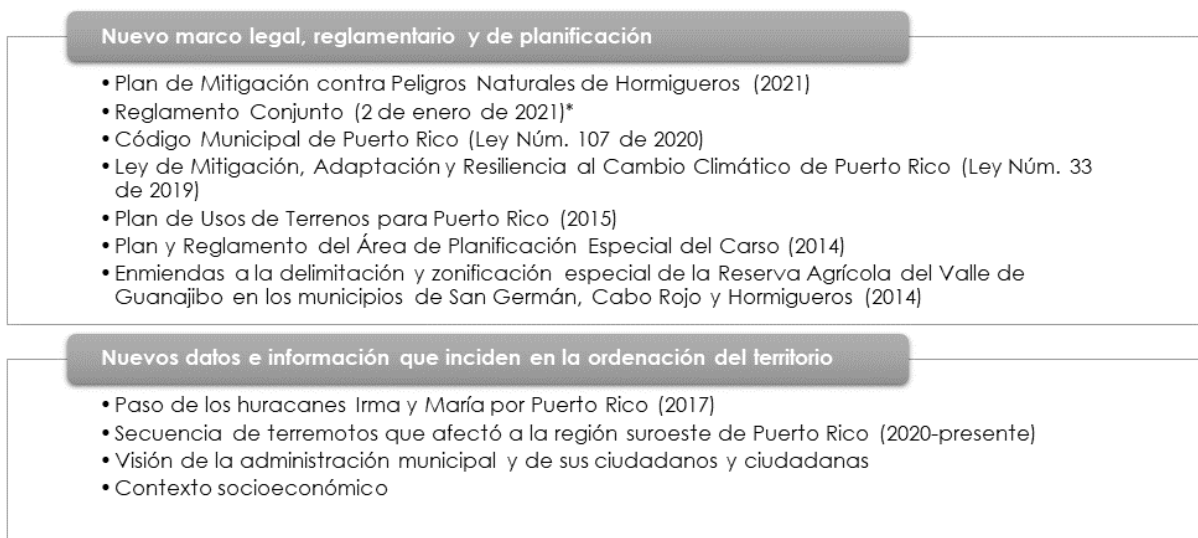 Nuevo marco legal, reglamentario y de planificación
• Plan de Mitigación contra Peligros Naturales de Hormigueros (2021)
• Reglamento Conjunto (2 de enero de 2021)*
• Código Municipal de Puerto Rico (Ley Núm. 107 de 2020)
• Ley de Mitigación, Adaptación y Resiliencia al Cambio Climático de Puerto Rico (Ley Núm. 33
de 2019)
• Plan de Usos de Terrenos para Puerto Rico (2015)
• Plan y Reglamento del Área de Planificación Especial del Carso (2014)
• Enmiendas a la delimitación y zonificación especial de la Reserva Agrícola del Valle de
Guanajibo en los municipios de San Germán, Cabo Rojo y Hormigueros (2014)
Nuevos datos e información que inciden en la ordenación del territorio
• Paso de los huracanes Irma y María por Puerto Rico (2017)
• Secuencia de terremotos que afectó a la región suroeste de Puerto Rico (2020-presente)
• Visión de la administración municipal y de sus ciudadanos y ciudadanas
• Contexto socioeconómico